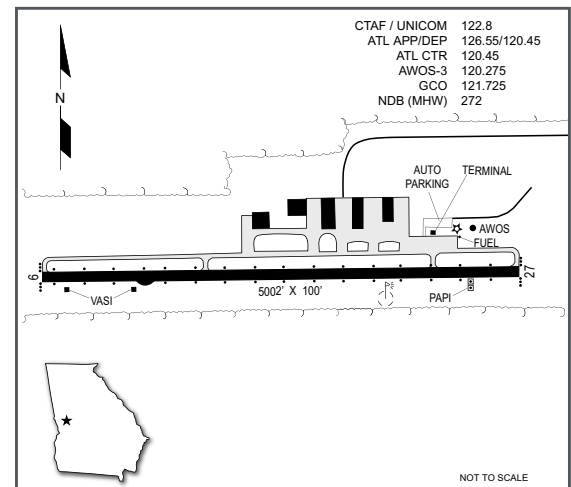 CTAF / UNICOM 122.8
ATL APP/DEP 126.55/120.45
ATL CTR 120.45
AWOS-3 120.275
GCO 121.725
NDB (MHW) 272
N
AUTO PARKING
TERMINAL
AWOS
FUEL
9
27
VASI
5002' X 100'
PAPI
NOT TO SCALE